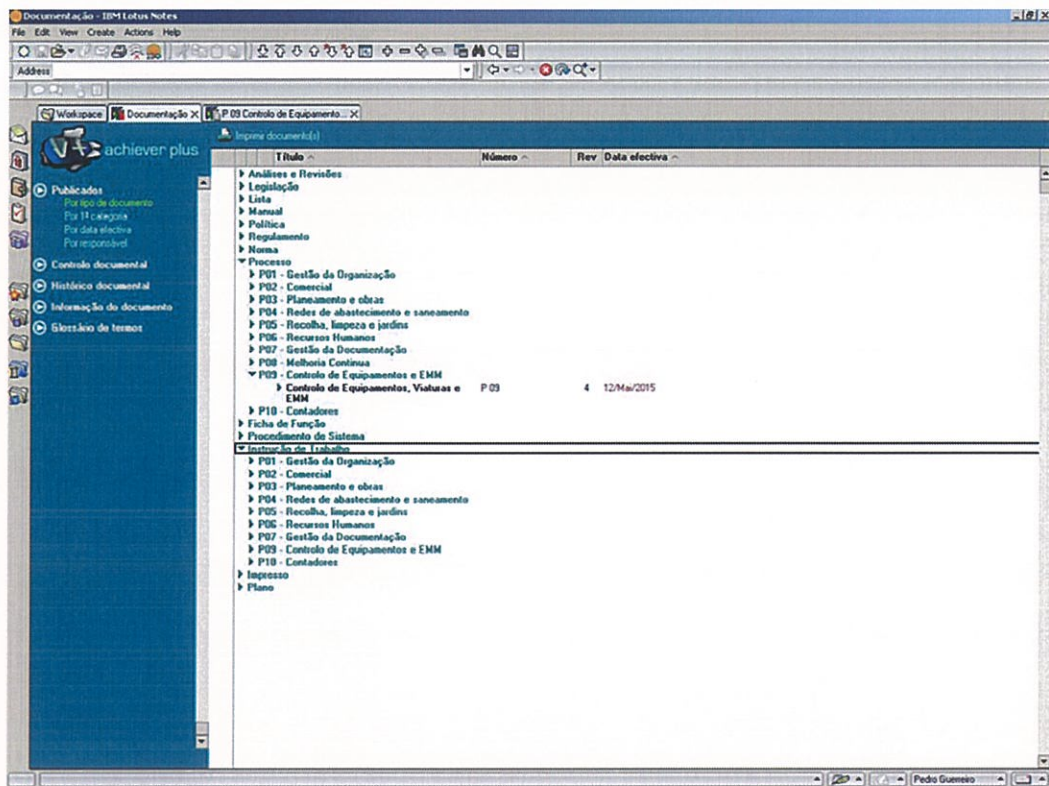 Documentação - IBM Lotus Notes
File Edit View Create Actions Help
Address
Workspace Documentação P 09 Controlo de Equipamento...
achiever plus
Imprime documento(s)
Título Número Rev Data efectiva
Publicados
Por tipo de documento
Por 1ª categoria
Por data efectiva
Por responsável
Controlo documental
Histórico documental
Informação do documento
Glossário de termos
Análises e Revisões
Legislação
Lista
Manual
Política
Regulamento
Norma
Processo
P01 - Gestão da Organização
P02 - Comercial
P03 - Planeamento e obras
P04 - Redes de abastecimento e saneamento
P05 - Recolha, limpeza e jardins
P06 - Recursos Humanos
P07 - Gestão da Documentação
P08 - Melhoria Continua
P09 - Controlo de Equipamentos e EMM
Controlo de Equipamentos, Viaturas e P 09 4 12/Mai/2015
EMM
P10 - Contadores
Ficha de Função
Procedimento de Sistema
Instrução de Trabalho
P01 - Gestão da Organização
P02 - Comercial
P03 - Planeamento e obras
P04 - Redes de abastecimento e saneamento
P05 - Recolha, limpeza e jardins
P06 - Recursos Humanos
P07 - Gestão da Documentação
P09 - Controlo de Equipamentos e EMM
P10 - Contadores
Impresso
Plano
Pedro Guerreiro